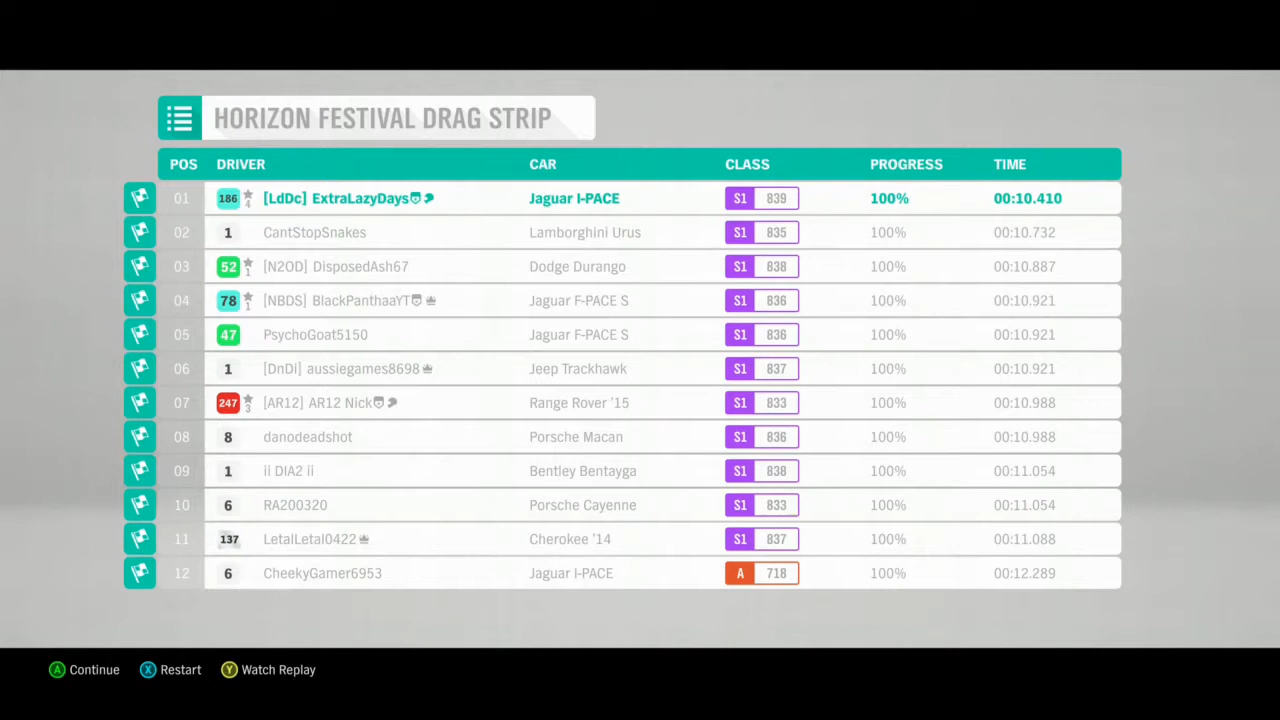 HORIZON FESTIVAL DRAG STRIP
POS DRIVER CAR CLASS PROGRESS TIME
01 186 4 [LdDc] ExtraLazyDays Jaguar I-PACE S1 839 100% 00:10.410
02 1 CantStopSnakes Lamborghini Urus S1 835 100% 00:10.732
03 52 1 [N2OD] DisposedAsh67 Dodge Durango S1 838 100% 00:10.887
04 78 1 [NBDS] BlackPanthaaYT Jaguar F-PACE S S1 836 100% 00:10.921
05 47 PsychoGoat5150 Jaguar F-PACE S S1 836 100% 00:10.921
06 1 [DnDi] aussiegames8698 Jeep Trackhawk S1 837 100% 00:10.921
07 247 3 [AR12] AR12 Nick Range Rover '15 S1 833 100% 00:10.988
08 8 danodeadshot Porsche Macan S1 836 100% 00:10.988
09 1 ii DIA2 ii Bentley Bentayga S1 838 100% 00:11.054
10 6 RA200320 Porsche Cayenne S1 833 100% 00:11.054
11 137 LetalLetal0422 Cherokee '14 S1 837 100% 00:11.088
12 6 CheekyGamer6953 Jaguar I-PACE A 718 100% 00:12.289
A Continue X Restart Y Watch Replay